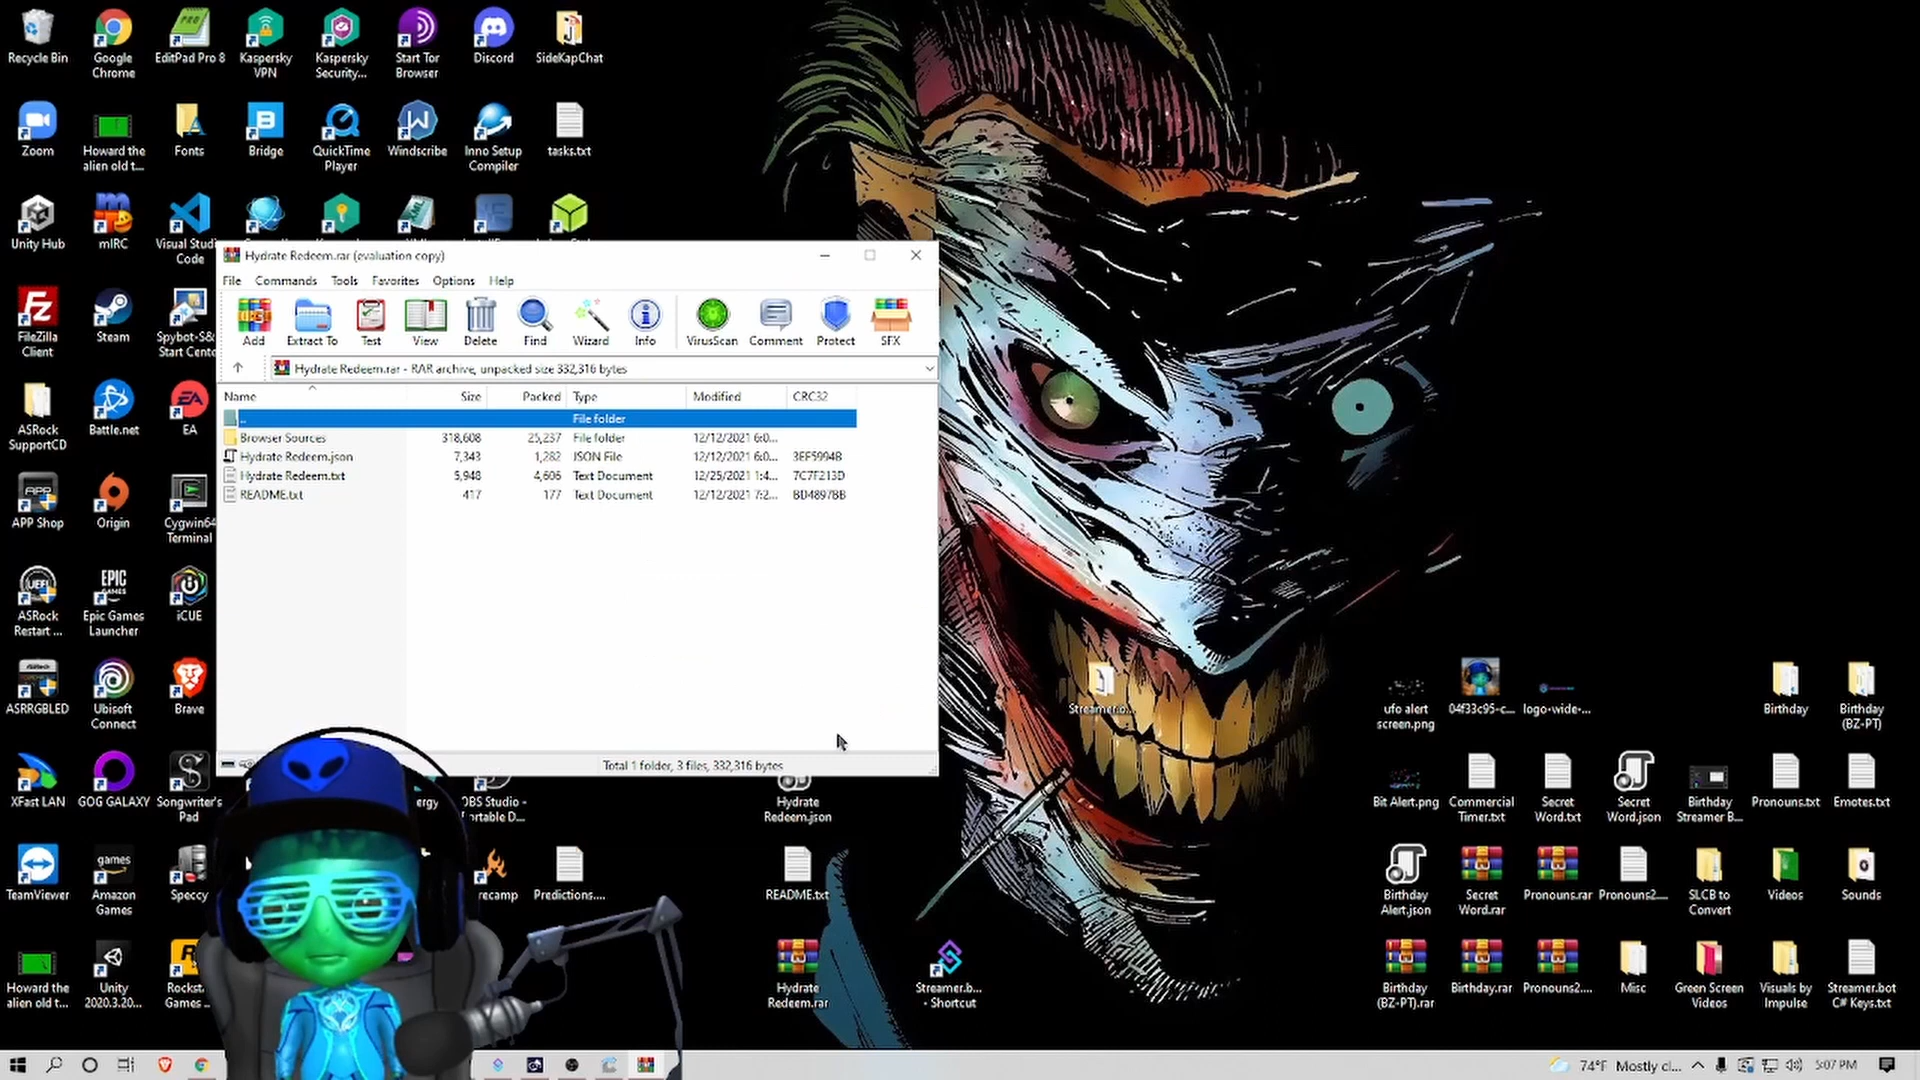 Recycle Bin
Google Chrome
EditPad Pro 8
Kaspersky VPN
Kaspersky Security...
Start Tor Browser
Discord
SideKapChat
Zoom
Howard the alien old t...
Fonts
Bridge
QuickTime Player
Windscribe
Inno Setup Compiler
tasks.txt
Unity Hub
mIRC
Visual Studi
Code
Hydrate Redeem.rar (evaluation copy)
File Commands Tools Favorites Options Help
Add Extract To Test View Delete Find Wizard Info VirusScan Comment Protect SFX
Hydrate Redeem.rar - RAR archive, unpacked size 332,316 bytes
Name Size Packed Type Modified CRC32
.. File folder
Browser Sources 318,608 25,237 File folder 12/12/2021 6:0...
Hydrate Redeem.json 7,343 1,282 JSON File 12/12/2021 6:0... 3EF5994B
Hydrate Redeem.txt 5,948 4,606 Text Document 12/25/2021 1:4... 7C7F213D
README.txt 417 177 Text Document 12/12/2021 7:2... BD4897BB
Total 1 folder, 3 files, 332,316 bytes
FileZilla Client
Steam
Spybot-S&
Start Cente
ASRock SupportCD
Battle.net
EA
APP Shop
Origin
Cygwin64
Terminal
ASRock Restart ...
Epic Games Launcher
iCUE
ASRRGBLED
Ubisoft Connect
Brave
XFast LAN
GOG GALAXY
Songwriter's Pad
OBS Studio -
Portable D...
Hydrate Redeem.json
TeamViewer
Amazon Games
Speccy
recamp
Predictions....
README.txt
Howard the alien old t...
Unity 2020.3.20...
Rockst
Games ..
Hydrate Redeem.rar
Streamer.b... - Shortcut
Streamer.o...
ufo alert screen.png
04f33c95-c...
logo-wide-...
Birthday
Birthday (BZ-PT)
Bit Alert.png
Commercial Timer.txt
Secret Word.txt
Secret Word.json
Birthday Streamer B...
Pronouns.txt
Emotes.txt
Birthday Alert.json
Secret Word.rar
Pronouns.rar
Pronouns2....
SLCB to Convert
Videos
Sounds
Birthday (BZ-PT).rar
Birthday.rar
Pronouns2....
Misc
Green Screen Videos
Visuals by Impulse
Streamer.bot C# Keys.txt
74°F Mostly cl... 5:07 PM